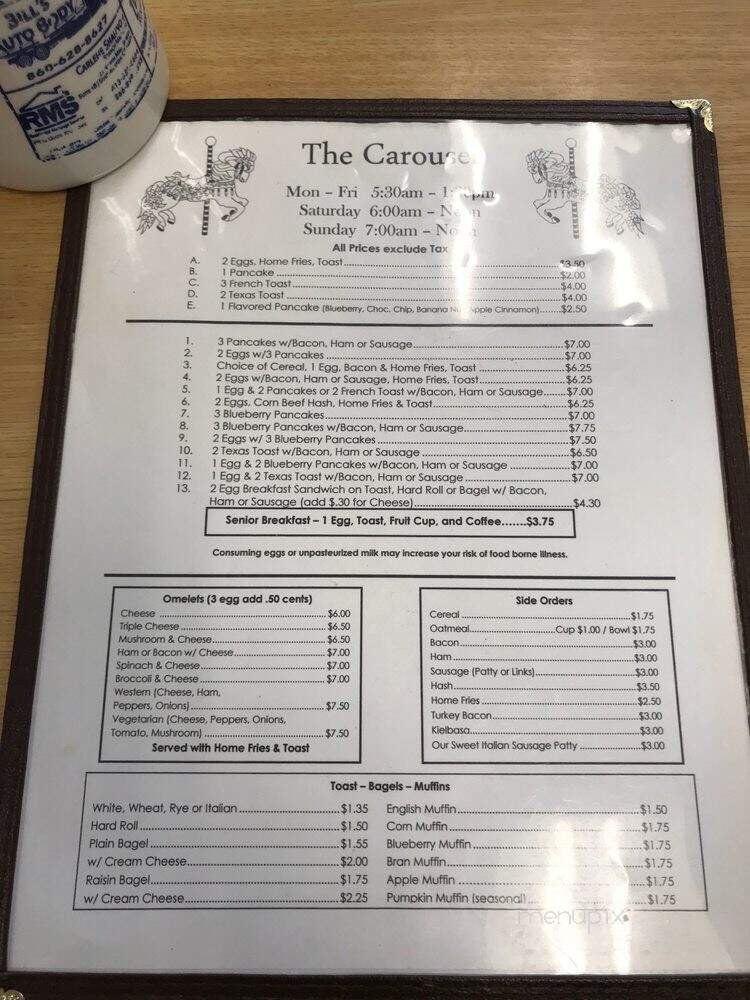 BILL'S
AUTO BODY
860-628-8627
RMS
The Carousel
Mon – Fri 5:30am –
Saturday 6:00am – Noon
Sunday 7:00am – Noon
All Prices exclude Tax
A. 2 Eggs, Home Fries, Toast $3.50
B. 1 Pancake $2.00
C. 3 French Toast $4.00
D. 2 Texas Toast $4.00
E. 1 Flavored Pancake (Blueberry, Choc. Chip, Banana Nut, Apple Cinnamon) $2.50
1. 3 Pancakes w/Bacon, Ham or Sausage $7.00
2. 2 Eggs w/3 Pancakes $7.00
3. Choice of Cereal, 1 Egg, Bacon & Home Fries, Toast $6.25
4. 2 Eggs w/Bacon, Ham or Sausage, Home Fries, Toast $6.25
5. 1 Egg & 2 Pancakes or 2 French Toast w/Bacon, Ham or Sausage $7.00
6. 2 Eggs, Corn Beef Hash, Home Fries & Toast $6.25
7. 3 Blueberry Pancakes $7.00
8. 3 Blueberry Pancakes w/Bacon, Ham or Sausage $7.75
9. 2 Eggs w/ 3 Blueberry Pancakes $7.50
10. 2 Texas Toast w/Bacon, Ham or Sausage $6.50
11. 1 Egg & 2 Blueberry Pancakes w/Bacon, Ham or Sausage $7.00
12. 1 Egg & 2 Texas Toast w/Bacon, Ham or Sausage $7.00
13. 2 Egg Breakfast Sandwich on Toast, Hard Roll or Bagel w/ Bacon,
Ham or Sausage (add $.30 for Cheese) $4.30
Senior Breakfast – 1 Egg, Toast, Fruit Cup, and Coffee.......$3.75
Consuming eggs or unpasteurized milk may increase your risk of food borne illness.
Omelets (3 egg add .50 cents)
Cheese $6.00
Triple Cheese $6.50
Mushroom & Cheese $6.50
Ham or Bacon w/ Cheese $7.00
Spinach & Cheese $7.00
Broccoli & Cheese $7.00
Western (Cheese, Ham,
Peppers, Onions) $7.50
Vegetarian (Cheese, Peppers, Onions,
Tomato, Mushroom) $7.50
Served with Home Fries & Toast
Side Orders
Cereal $1.75
Oatmeal Cup $1.00 / Bowl $1.75
Bacon $3.00
Ham $3.00
Sausage (Patty or Links) $3.00
Hash $3.50
Home Fries $2.50
Turkey Bacon $3.00
Kielbasa $3.00
Our Sweet Italian Sausage Patty $3.00
Toast – Bagels – Muffins
White, Wheat, Rye or Italian $1.35
Hard Roll $1.50
Plain Bagel $1.55
w/ Cream Cheese $2.00
Raisin Bagel $1.75
w/ Cream Cheese $2.25
English Muffin $1.50
Corn Muffin $1.75
Blueberry Muffin $1.75
Bran Muffin $1.75
Apple Muffin $1.75
Pumpkin Muffin (seasonal) $1.75
menupix